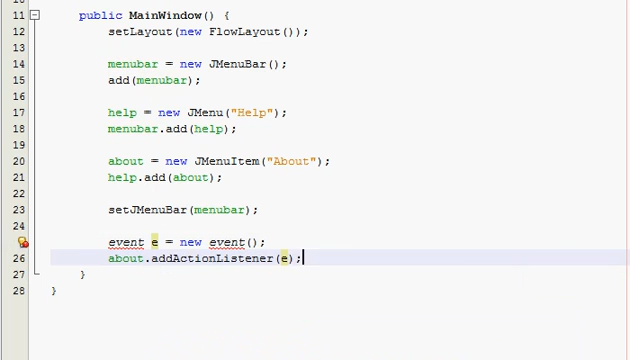 11 public MainWindow() {
12 setLayout(new FlowLayout());
13
14 menubar = new JMenuBar();
15 add(menubar);
16
17 help = new JMenu("Help");
18 menubar.add(help);
19
20 about = new JMenuItem("About");
21 help.add(about);
22
23 setJMenuBar(menubar);
24
event e = new event();
26 about.addActionListener(e);
27 }
28 }